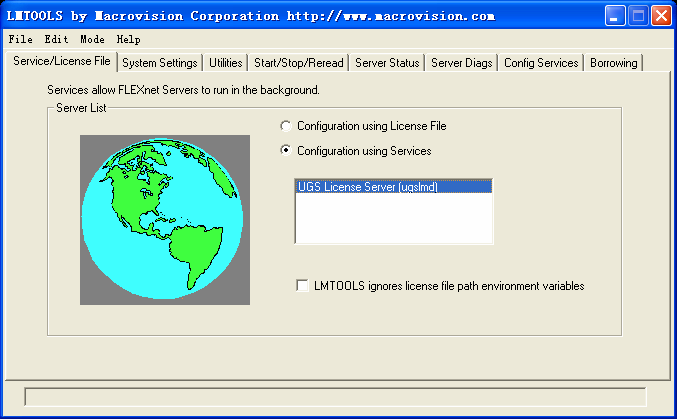 LMTOOLS by Macrovision Corporation http://www.macrovision.com
File Edit Mode Help
Service/License File System Settings Utilities Start/Stop/Reread Server Status Server Diags Config Services Borrowing
Services allow FLEXnet Servers to run in the background.
Server List
Configuration using License File
Configuration using Services
UGS License Server (ugslmd)
LMTOOLS ignores license file path environment variables